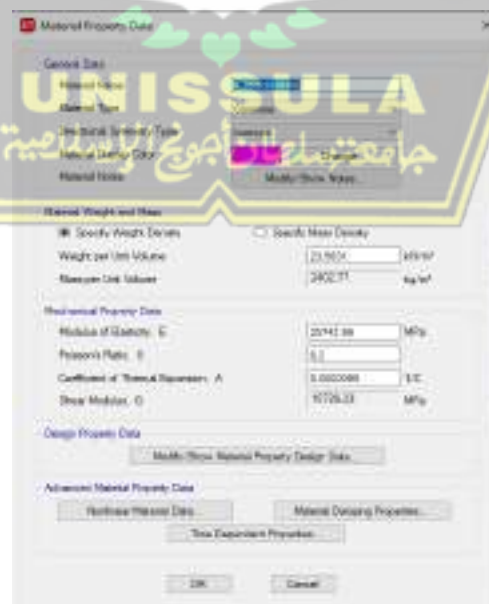 Material Property Data
General Data
Material Name
Material Type
Directional Symmetry Type
Material Display Color
Change...
Material Notes
Modify/Show Notes...
UNISSULA
جامعة سلطان أجونج الإسلامية
Material Weight and Mass
Specify Weight Density
Specify Mass Density
Weight per Unit Volume
kN/m³
Mass per Unit Volume
kg/m³
Mechanical Property Data
Modulus of Elasticity, E
MPa
Poisson's Ratio, U
0.2
Coefficient of Thermal Expansion, A
0.0000099
1/C
Shear Modulus, G
MPa
Design Property Data
Modify/Show Material Property Design Data...
Advanced Material Property Data
Nonlinear Material Data...
Material Damping Properties...
Time Dependent Properties...
OK
Cancel